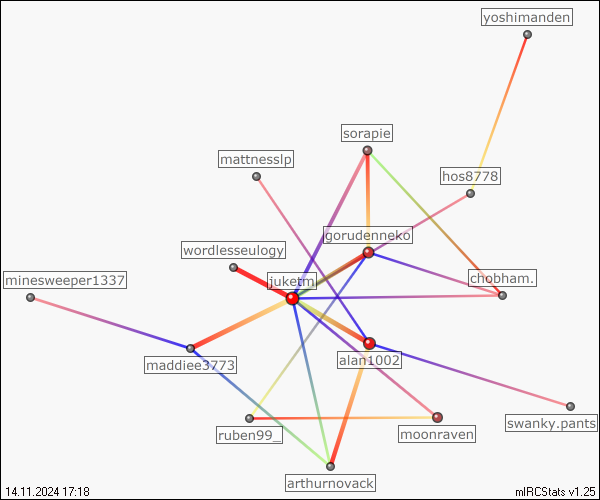 yoshimanden
sorapie
mattnesslp
hos8778
gorudenneko
wordlesseulogy
juketm
chobham.
minesweeper1337
maddiee3773
alan1002
swanky.pants
ruben99_
moonraven
arthurnovack
14.11.2024 17:18
mIRCStats v1.25